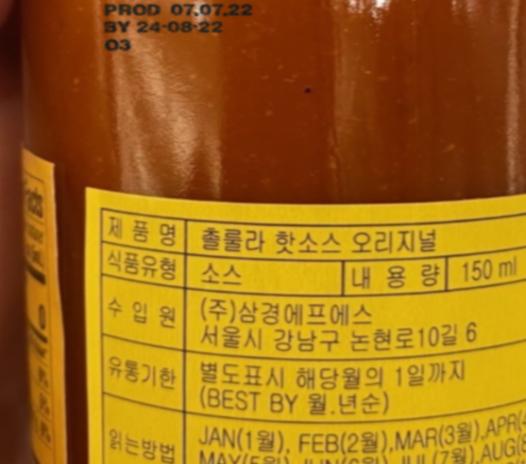 PROD 07.07.22
BY 24-08-22
03
제 품 명 촐룰라 핫소스 오리지널
식품유형 소스 내 용 량 150 ml
수 입 원 (주)삼경에프에스
서울시 강남구 논현로10길 6
유통기한 별도표시 해당월의 1일까지
(BEST BY 월.년순)
읽는방법 JAN(1월), FEB(2월),MAR(3월),APR(4